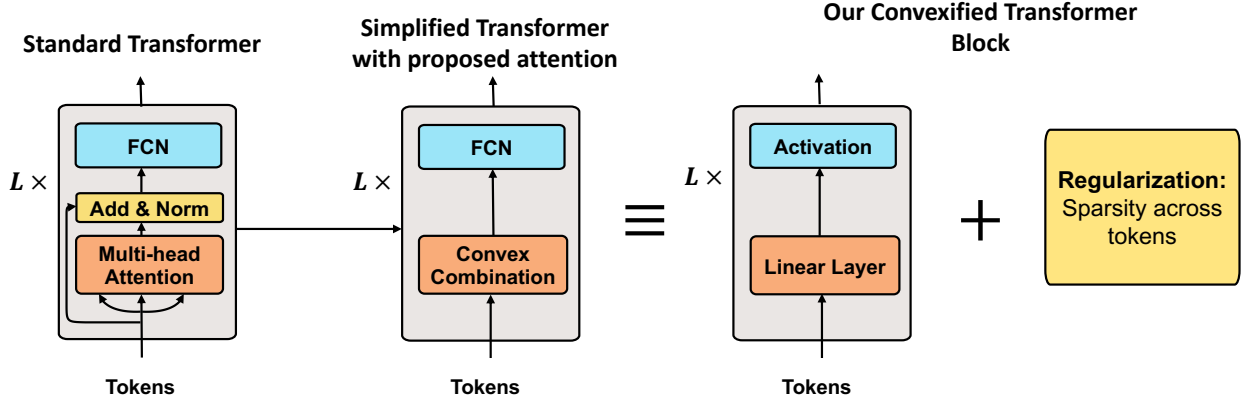 Standard Transformer
FCN
L ×
Add & Norm
Multi-head
Attention
Tokens
Simplified Transformer
with proposed attention
FCN
L ×
Convex
Combination
Tokens
≡
Our Convexified Transformer
Block
Activation
L ×
Linear Layer
Tokens
+
Regularization:
Sparsity across
tokens